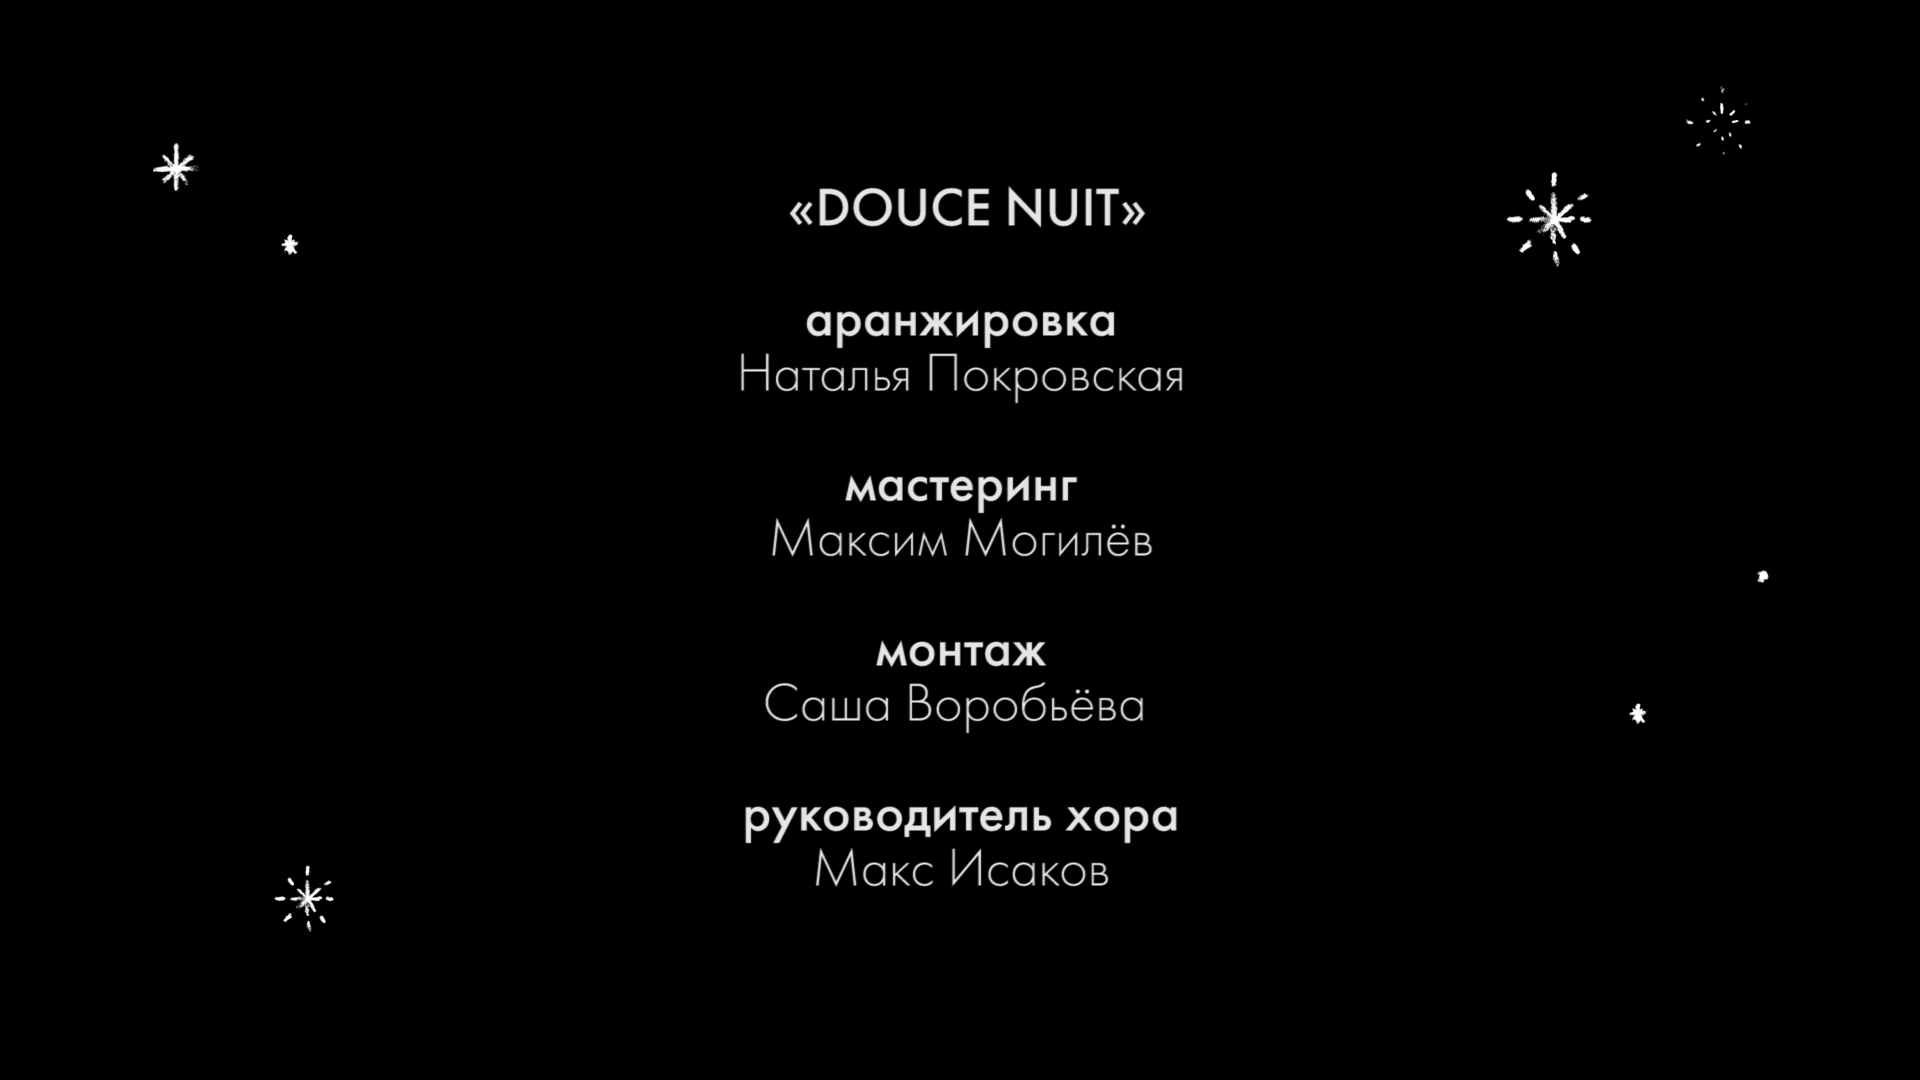 «DOUCE NUIT»
аранжировка
Наталья Покровская
мастеринг
Максим Могилёв
монтаж
Саша Воробьёва
руководитель хора
Макс Исаков